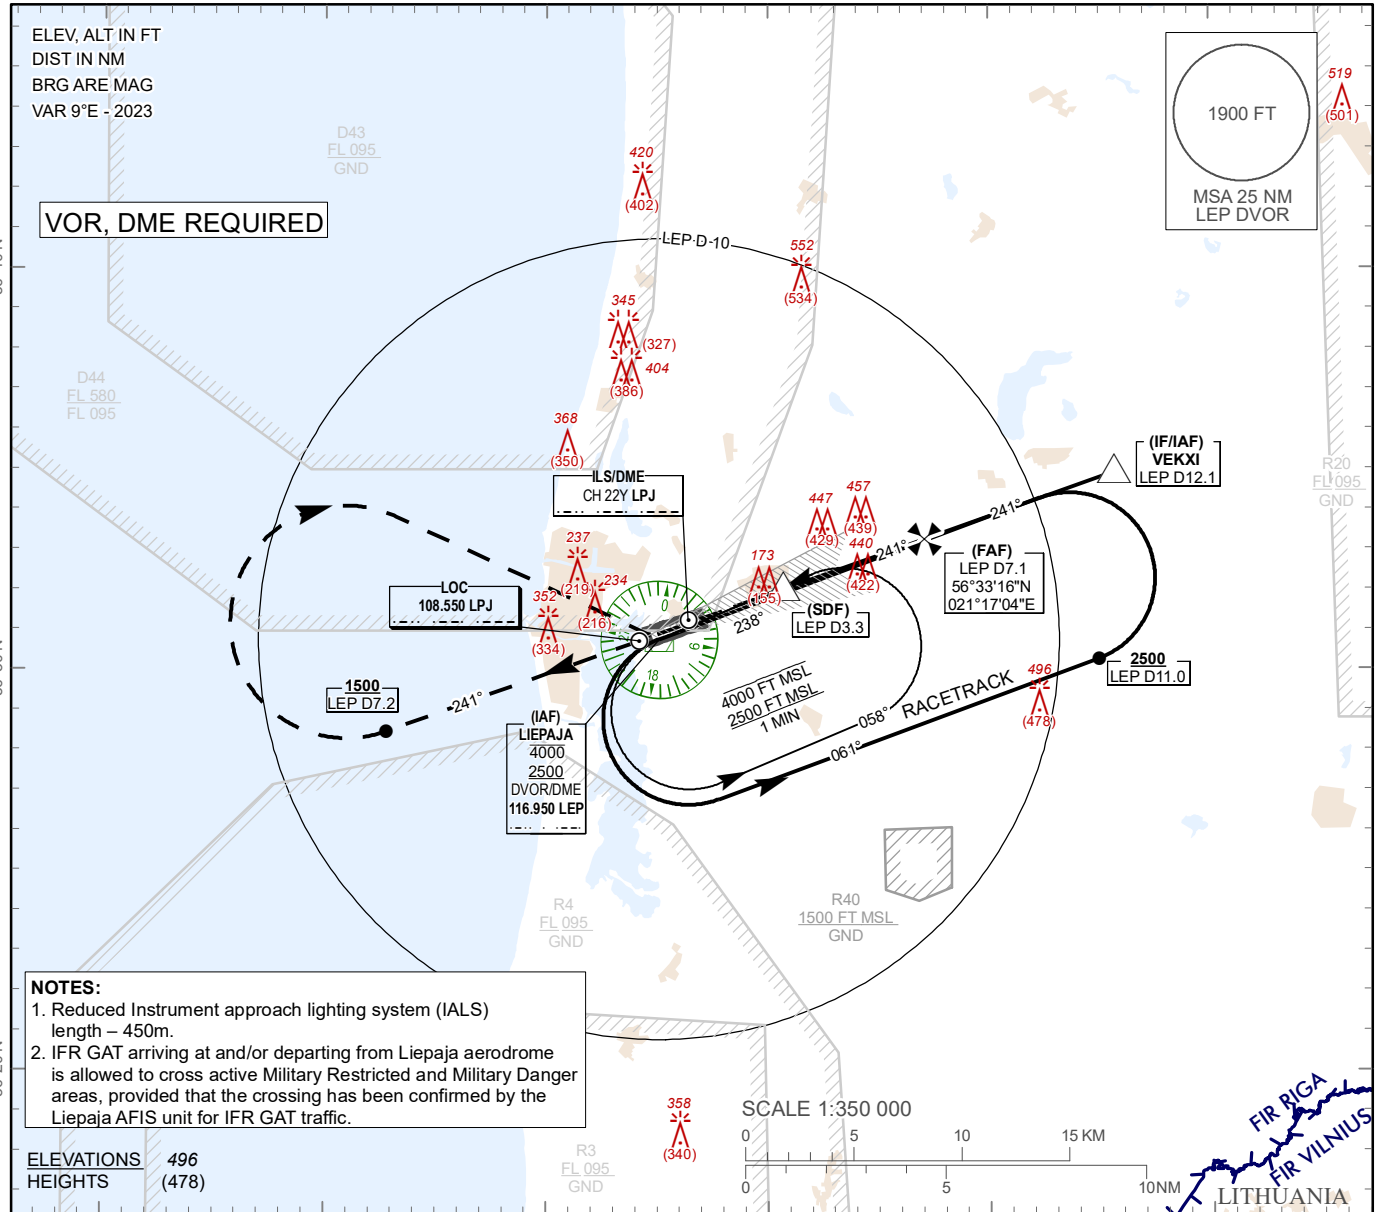 ELEV, ALT IN FT
DIST IN NM
BRG ARE MAG
VAR 9°E - 2023
D43
FL 095
GND
VOR, DME REQUIRED
1900 FT
MSA 25 NM
LEP DVOR
519
(501)
420
(402)
LEP D-10
552
(534)
345
(327)
404
(386)
D44
FL 580
FL 095
368
(350)
ILS/DME
CH 22Y LPJ
(IF/IAF)
VEKXI
LEP D12.1
R20
FL 095
GND
447
(429)
457
(439)
440
(422)
241°
241°
(FAF)
LEP D7.1
56°33'16"N
021°17'04"E
173
(155)
(SDF)
LEP D3.3
238°
237
(219)
234
(216)
352
(334)
LOC
108.550 LPJ
0
6
18
1500
LEP D7.2
241°
(IAF)
LIEPAJA
4000
2500
DVOR/DME
116.950 LEP
4000 FT MSL
2500 FT MSL
1 MIN
058°
RACETRACK
061°
496
(478)
2500
LEP D11.0
R4
FL 095
GND
R40
1500 FT MSL
GND
NOTES:
1. Reduced Instrument approach lighting system (IALS)
length – 450m.
2. IFR GAT arriving at and/or departing from Liepaja aerodrome
is allowed to cross active Military Restricted and Military Danger
areas, provided that the crossing has been confirmed by the
Liepaja AFIS unit for IFR GAT traffic.
ELEVATIONS 496
HEIGHTS (478)
R3
FL 095
GND
358
(340)
SCALE 1:350 000
0 5 10 15 KM
0 5 10NM
FIR RIGA
FIR VILNIUS
LITHUANIA